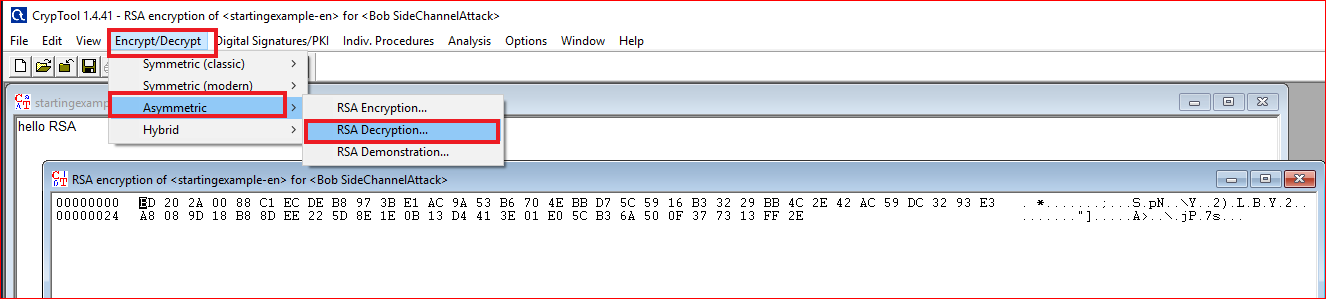 CrypTool 1.4.41 - RSA encryption of <startingexample-en> for <Bob SideChannelAttack>
File Edit View Encrypt/Decrypt Digital Signatures/PKI Indiv. Procedures Analysis Options Window Help
Symmetric (classic)
Symmetric (modern)
startingexamp
Asymmetric
RSA Encryption...
hello RSA
Hybrid
RSA Decryption...
RSA Demonstration...
RSA encryption of <startingexample-en> for <Bob SideChannelAttack>
00000000 ED 20 2A 00 88 C1 EC DE B8 97 3B E1 AC 9A 53 B6 70 4E BB D7 5C 59 16 B3 32 29 BB 4C 2E 42 AC 59 DC 32 93 E3 . *.......;...S.pN..\Y..2).L.B.Y.2..
00000024 A8 08 9D 18 B8 8D EE 22 5D 8E 1E 0B 13 D4 41 3E 01 E0 5C B3 6A 50 0F 37 73 13 FF 2E ......."].....A>..\.jP.7s...